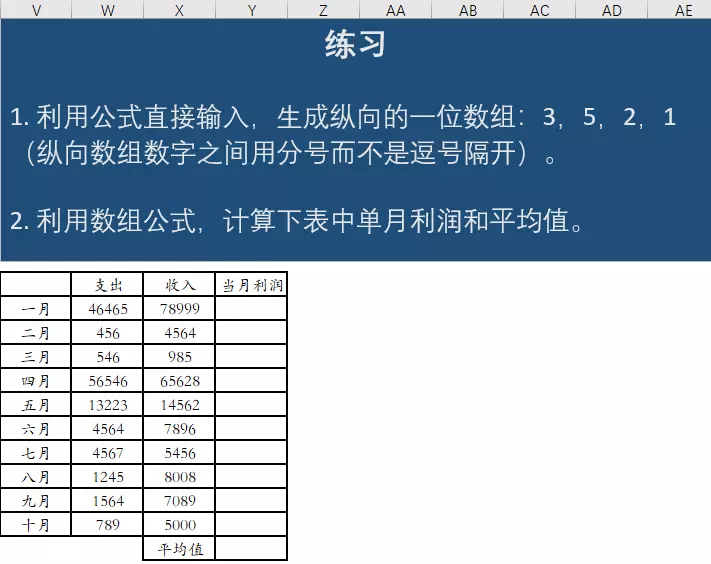 V W X Y Z AA AB AC AD AE
练习
1. 利用公式直接输入，生成纵向的一位数组：3，5，2，1
（纵向数组数字之间用分号而不是逗号隔开）。
2. 利用数组公式，计算下表中单月利润和平均值。
支出 收入 当月利润
一月 46465 78999
二月 456 4564
三月 546 985
四月 56546 65628
五月 13223 14562
六月 4564 7896
七月 4567 5456
八月 1245 8008
九月 1564 7089
十月 789 5000
平均值